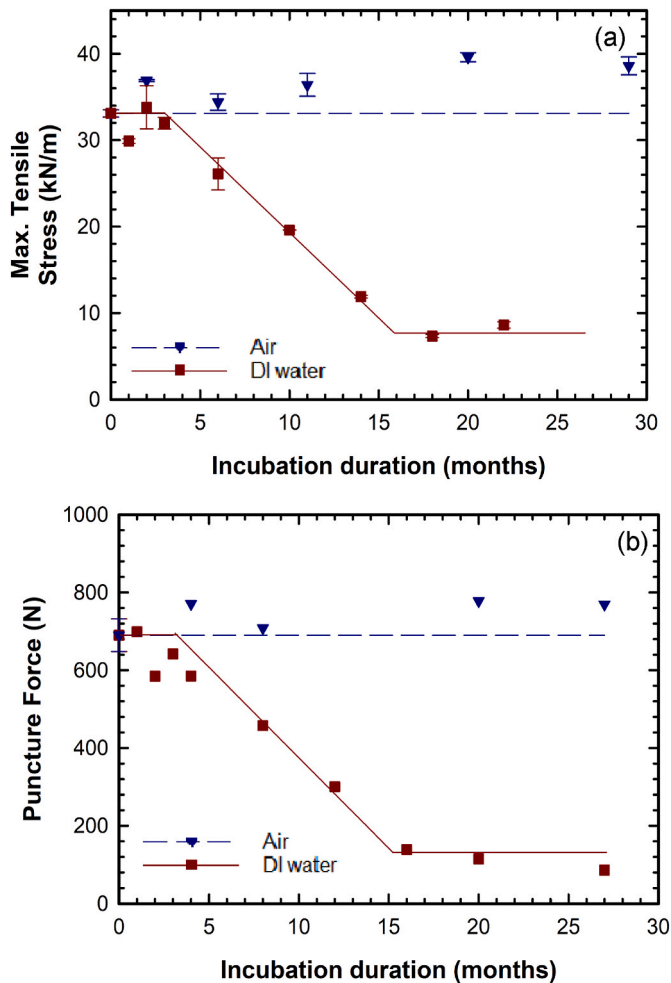 (a)
40
30
20
10
0
Max. Tensile
Stress (kN/m)
Air
DI water
0 5 10 15 20 25 30
Incubation duration (months)
(b)
1000
800
600
400
200
0
Puncture Force (N)
Air
DI water
0 5 10 15 20 25 30
Incubation duration (months)